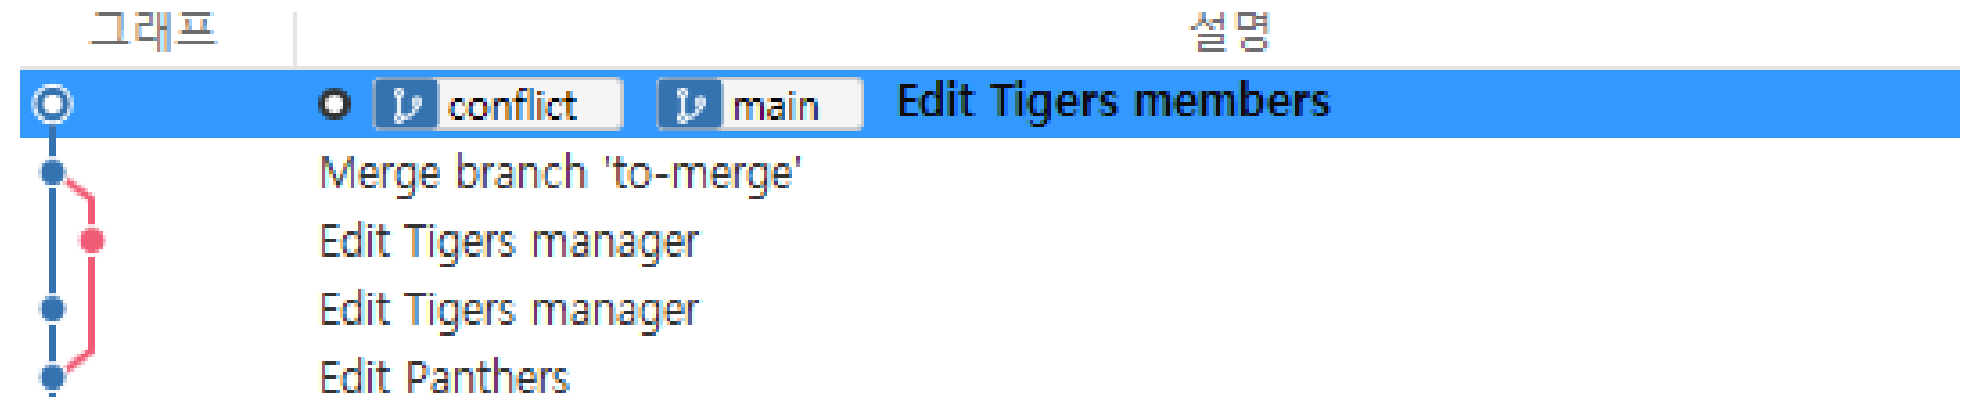 그래프 설명
conflict main Edit Tigers members
Merge branch 'to-merge'
Edit Tigers manager
Edit Tigers manager
Edit Panthers